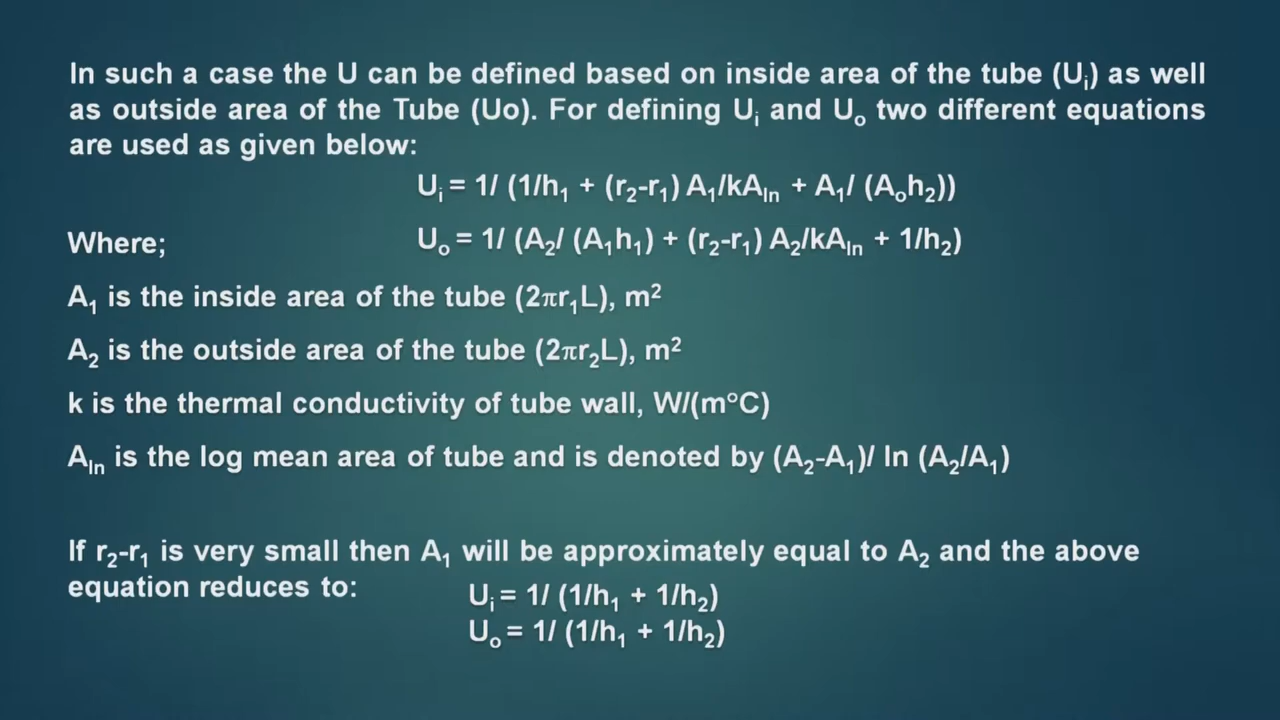 In such a case the U can be defined based on inside area of the tube (Uᵢ) as well
as outside area of the Tube (Uo). For defining Uᵢ and Uₒ two different equations
are used as given below:
Uᵢ = 1/ (1/h₁ + (r₂-r₁) A₁/kAₗₙ + A₁/ (Aₒh₂))
Where;
Uₒ = 1/ (A₂/ (A₁h₁) + (r₂-r₁) A₂/kAₗₙ + 1/h₂)
A₁ is the inside area of the tube (2πr₁L), m²
A₂ is the outside area of the tube (2πr₂L), m²
k is the thermal conductivity of tube wall, W/(m°C)
Aₗₙ is the log mean area of tube and is denoted by (A₂-A₁)/ ln (A₂/A₁)
If r₂-r₁ is very small then A₁ will be approximately equal to A₂ and the above
equation reduces to:
Uᵢ = 1/ (1/h₁ + 1/h₂)
Uₒ = 1/ (1/h₁ + 1/h₂)